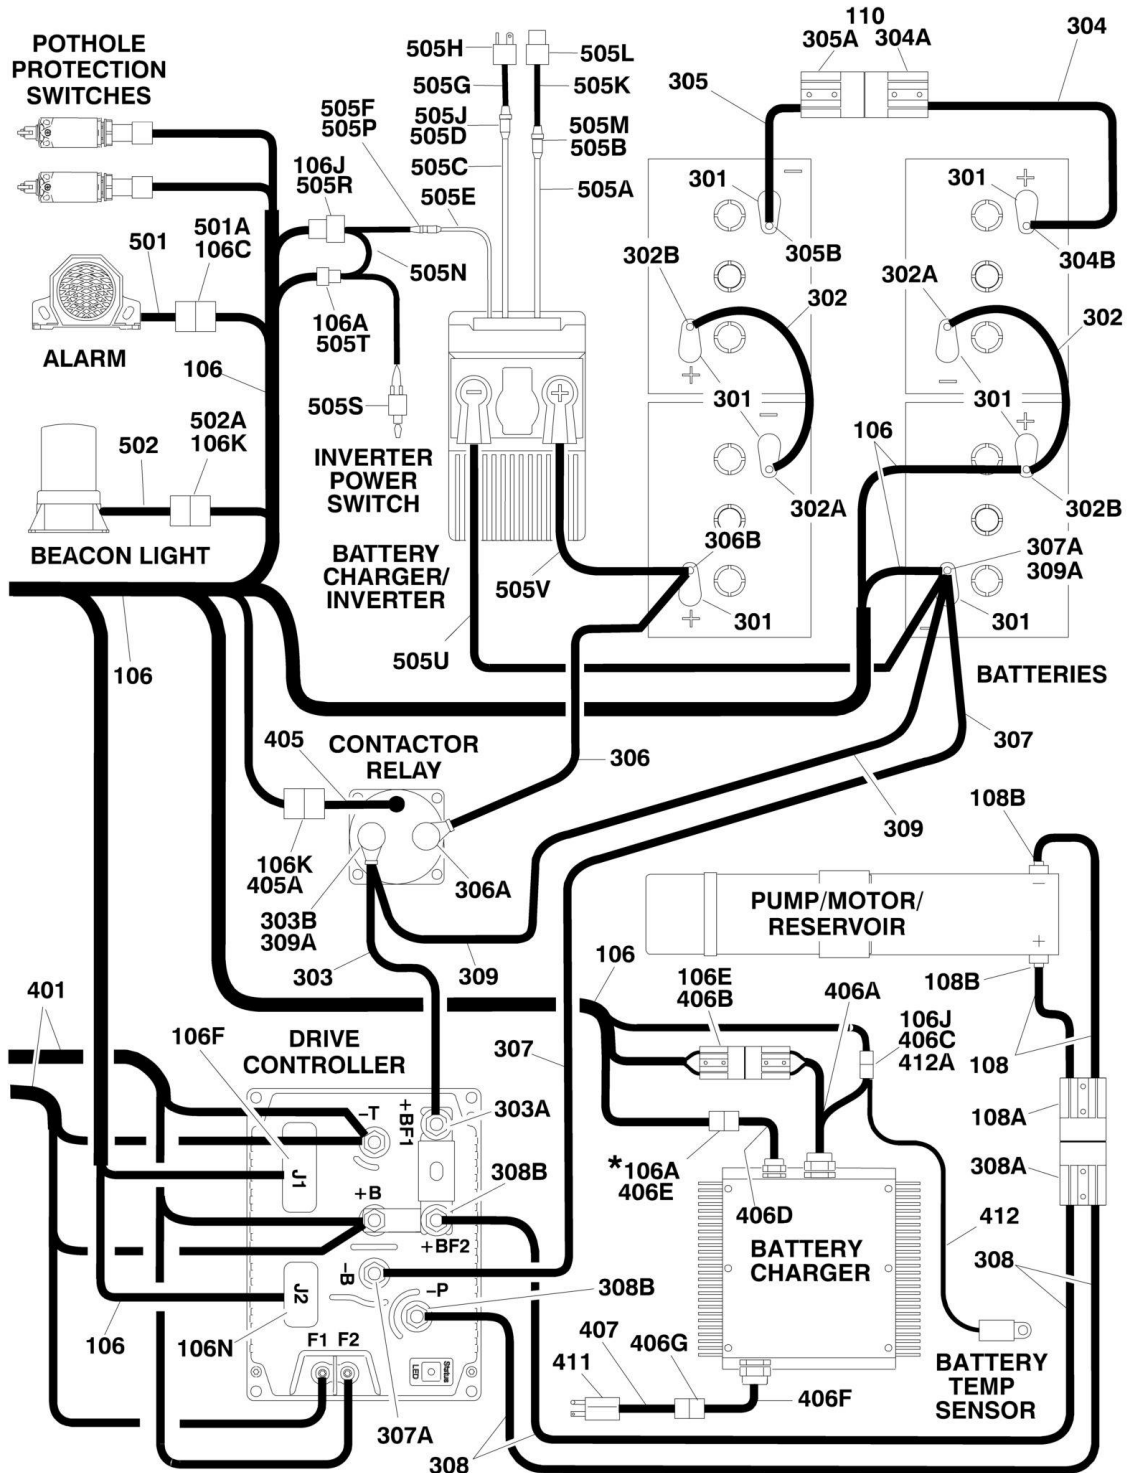 POTHOLE
PROTECTION
SWITCHES
505H
505L
505G
505K
505F
505P
505J
505D
505M
505B
505C
505A
505E
106J
505R
505N
110
305A
304A
304
305
301
−
301
+
305B
304B
302B
302A
302
302
+
−
301
−
301
+
501
501A
106C
ALARM
106A
505T
106
505S
INVERTER
POWER
SWITCH
502
502A
106K
BEACON LIGHT
−
+
BATTERY
CHARGER/
INVERTER
106
302A
302B
306B
106
307A
309A
505V
301
+
301
−
505U
106
BATTERIES
405
CONTACTOR
RELAY
306
307
309
108B
106K
405A
306A
303B
309A
303
309
PUMP/MOTOR/
RESERVOIR
−
+
108B
401
106
106E
406B
406A
106J
406C
412A
108
106F
DRIVE
CONTROLLER
307
−T
+BF1
303A
108A
J1
*106A
406E
308A
+B
308B
406D
412
+BF2
BATTERY
CHARGER
−B
308
J2
−P
308B
106
106N
F1 F2
Status
LED
407
406G
411
406F
BATTERY
TEMP
SENSOR
307A
308